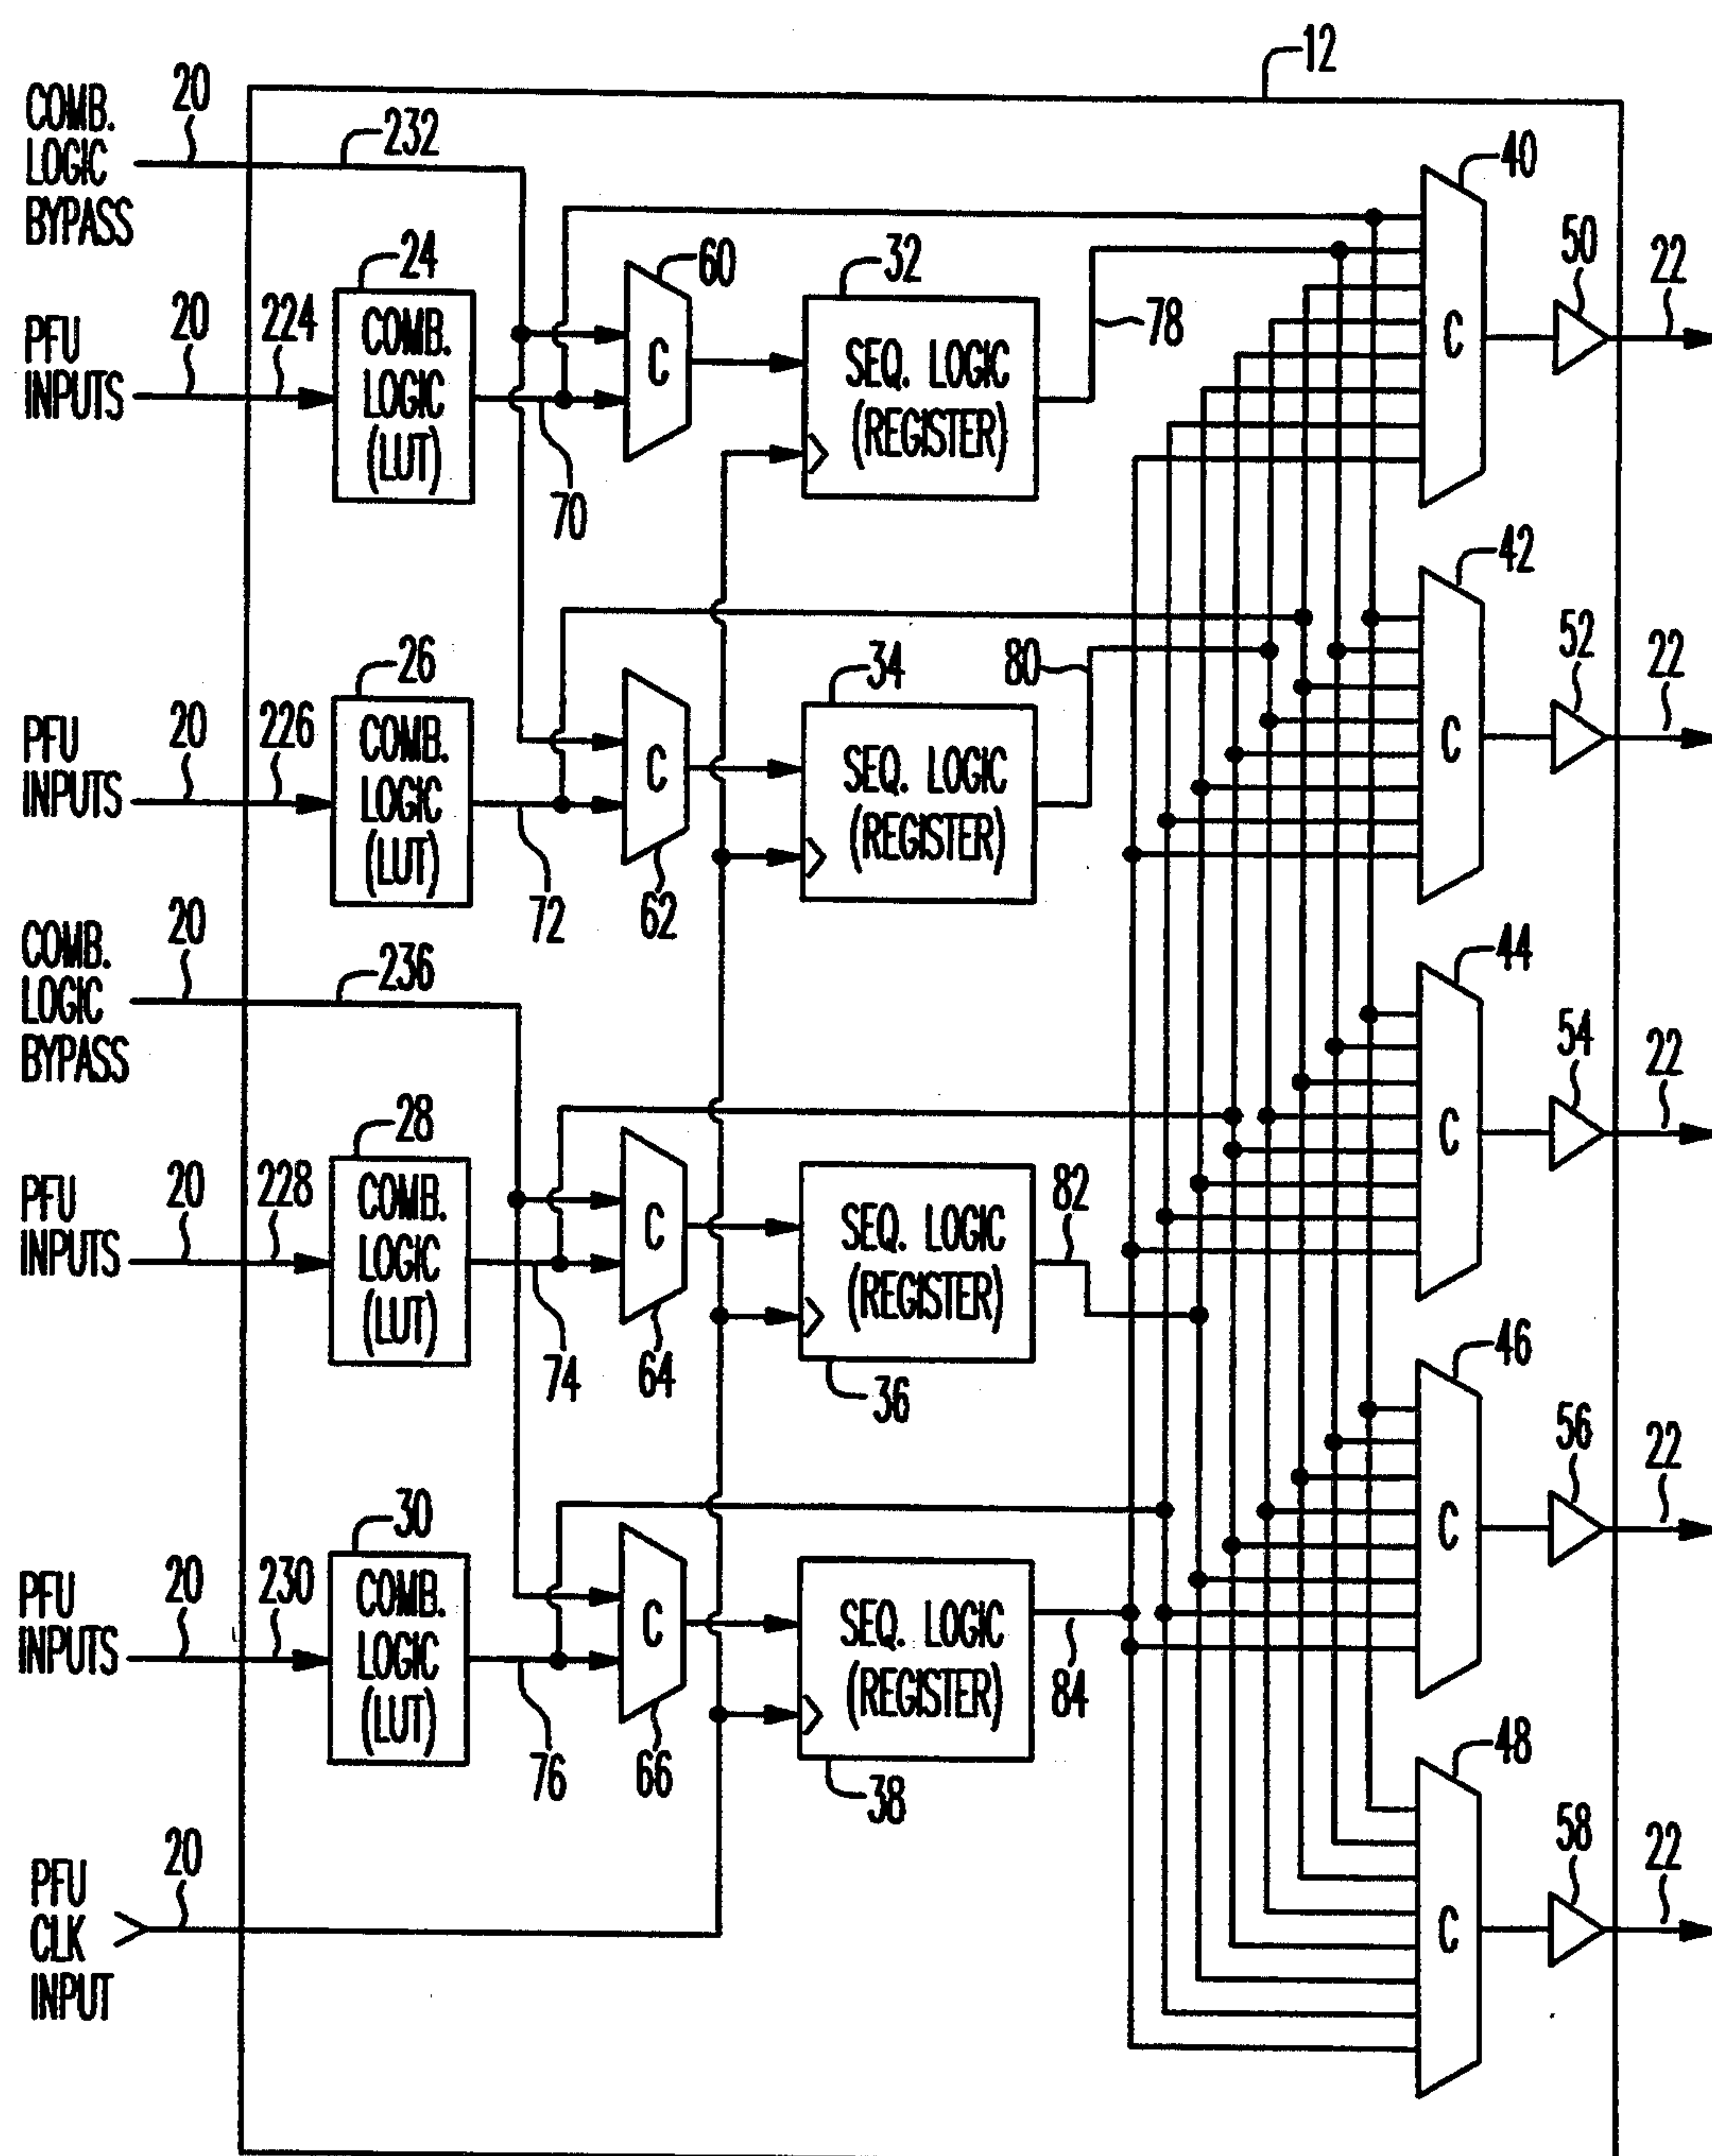 12
COMB.
LOGIC
BYPASS
20
232
40
PFU
INPUTS
20
224
24
COMB.
LOGIC
(LUT)
70
60
C
32
SEQ. LOGIC
(REGISTER)
78
C
50
22
42
PFU
INPUTS
20
226
26
COMB.
LOGIC
(LUT)
72
C
62
34
SEQ. LOGIC
(REGISTER)
80
C
52
22
COMB.
LOGIC
BYPASS
20
236
44
PFU
INPUTS
20
228
28
COMB.
LOGIC
(LUT)
74
C
64
SEQ. LOGIC
(REGISTER)
36
82
C
54
22
46
PFU
INPUTS
20
230
30
COMB.
LOGIC
(LUT)
76
C
66
SEQ. LOGIC
(REGISTER)
38
84
C
56
22
48
PFU
CLK
INPUT
20
C
58
22